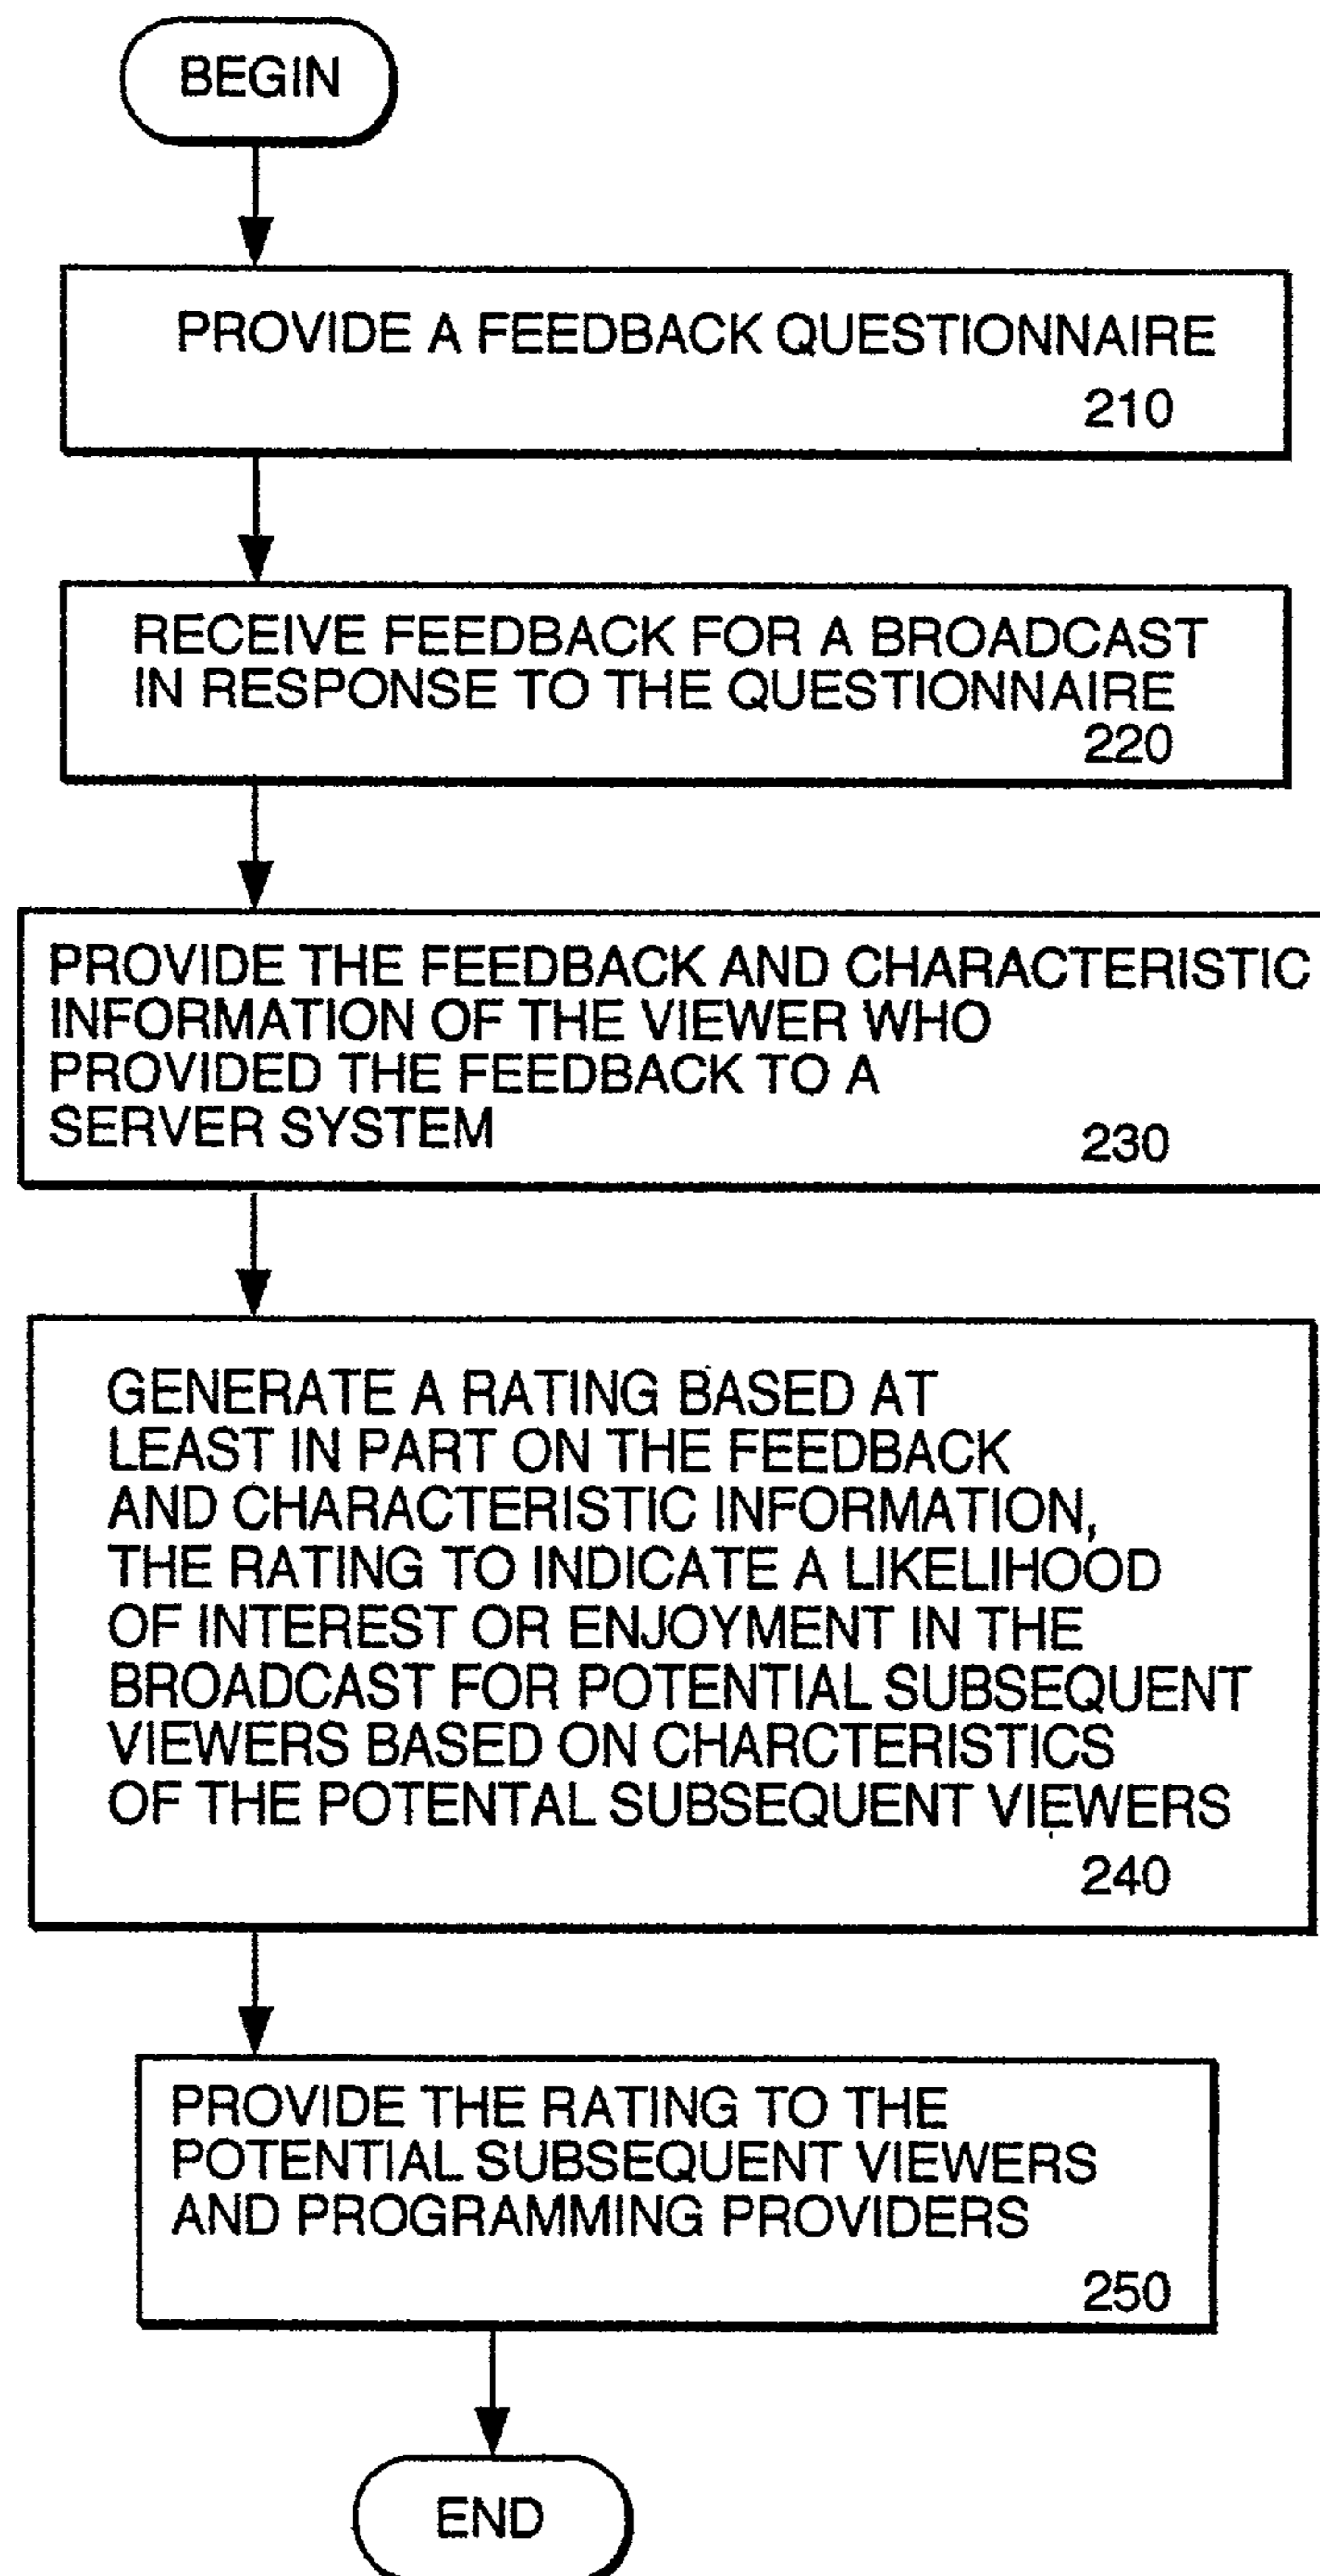 BEGIN
PROVIDE A FEEDBACK QUESTIONNAIRE
210
RECEIVE FEEDBACK FOR A BROADCAST
IN RESPONSE TO THE QUESTIONNAIRE
220
PROVIDE THE FEEDBACK AND CHARACTERISTIC
INFORMATION OF THE VIEWER WHO
PROVIDED THE FEEDBACK TO A
SERVER SYSTEM
230
GENERATE A RATING BASED AT
LEAST IN PART ON THE FEEDBACK
AND CHARACTERISTIC INFORMATION,
THE RATING TO INDICATE A LIKELIHOOD
OF INTEREST OR ENJOYMENT IN THE
BROADCAST FOR POTENTIAL SUBSEQUENT
VIEWERS BASED ON CHARCTERISTICS
OF THE POTENTAL SUBSEQUENT VIEWERS
240
PROVIDE THE RATING TO THE
POTENTIAL SUBSEQUENT VIEWERS
AND PROGRAMMING PROVIDERS
250
END